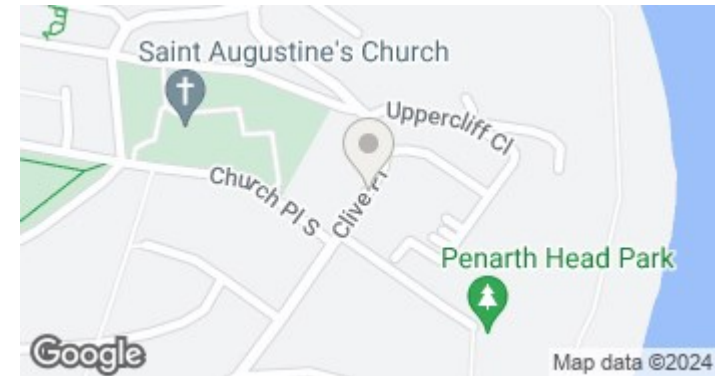 Saint Augustine's Church
Uppercliff Cl
Church Pl S
Clive Pl
Penarth Head Park
Google
Map data ©2024